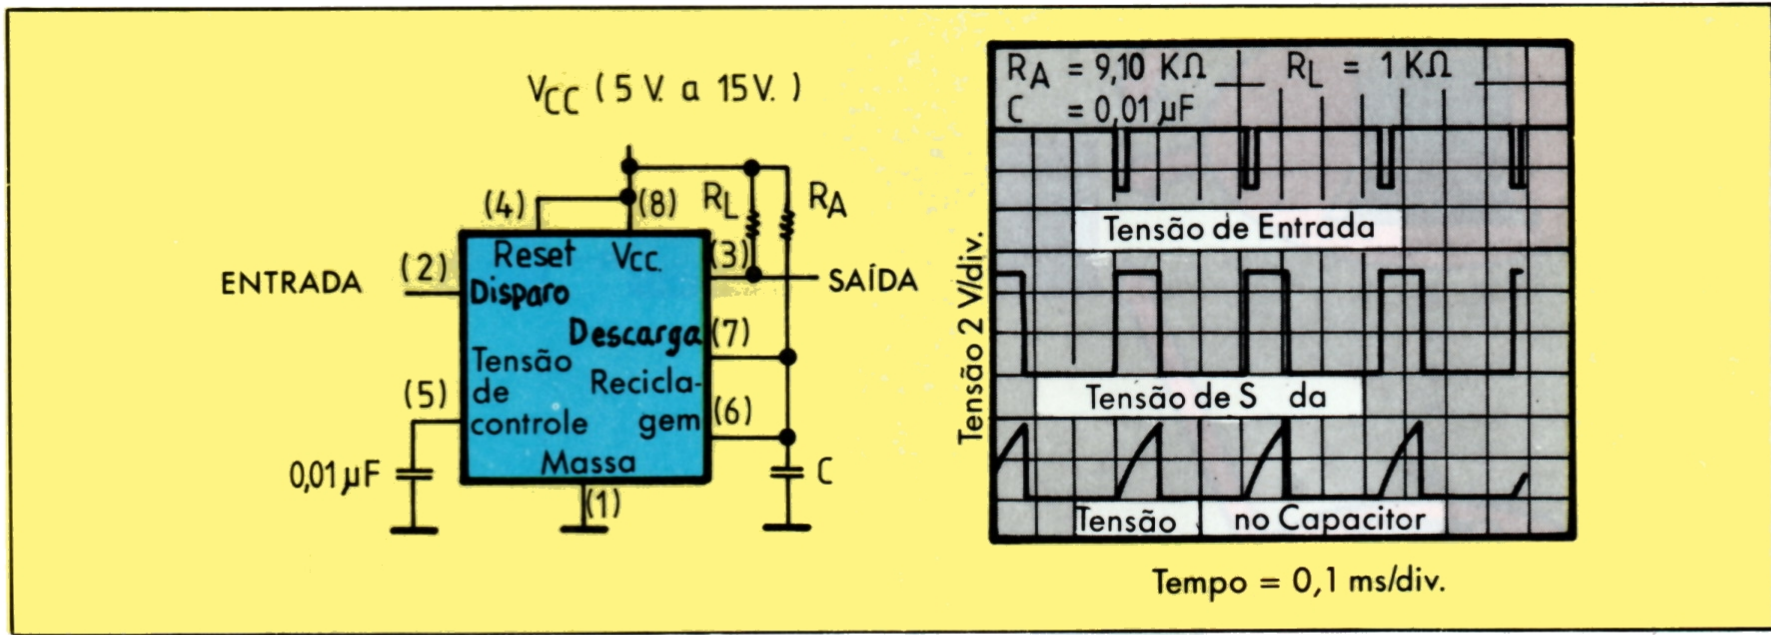 V_CC (5 V. a 15V.)
(4)
(8)
R_L
R_A
Reset
V_CC.
(3)
ENTRADA
(2)
Disparo
SAÍDA
Descarga
(7)
Tensão
de
controle
Recicla-
gem
(5)
(6)
Massa
0,01 µF
(1)
C
R_A = 9,10 KΩ
R_L = 1 KΩ
C = 0,01 µF
Tensão de Entrada
Tensão 2 V/div.
Tensão de S da
Tensão no Capacitor
Tempo = 0,1 ms/div.